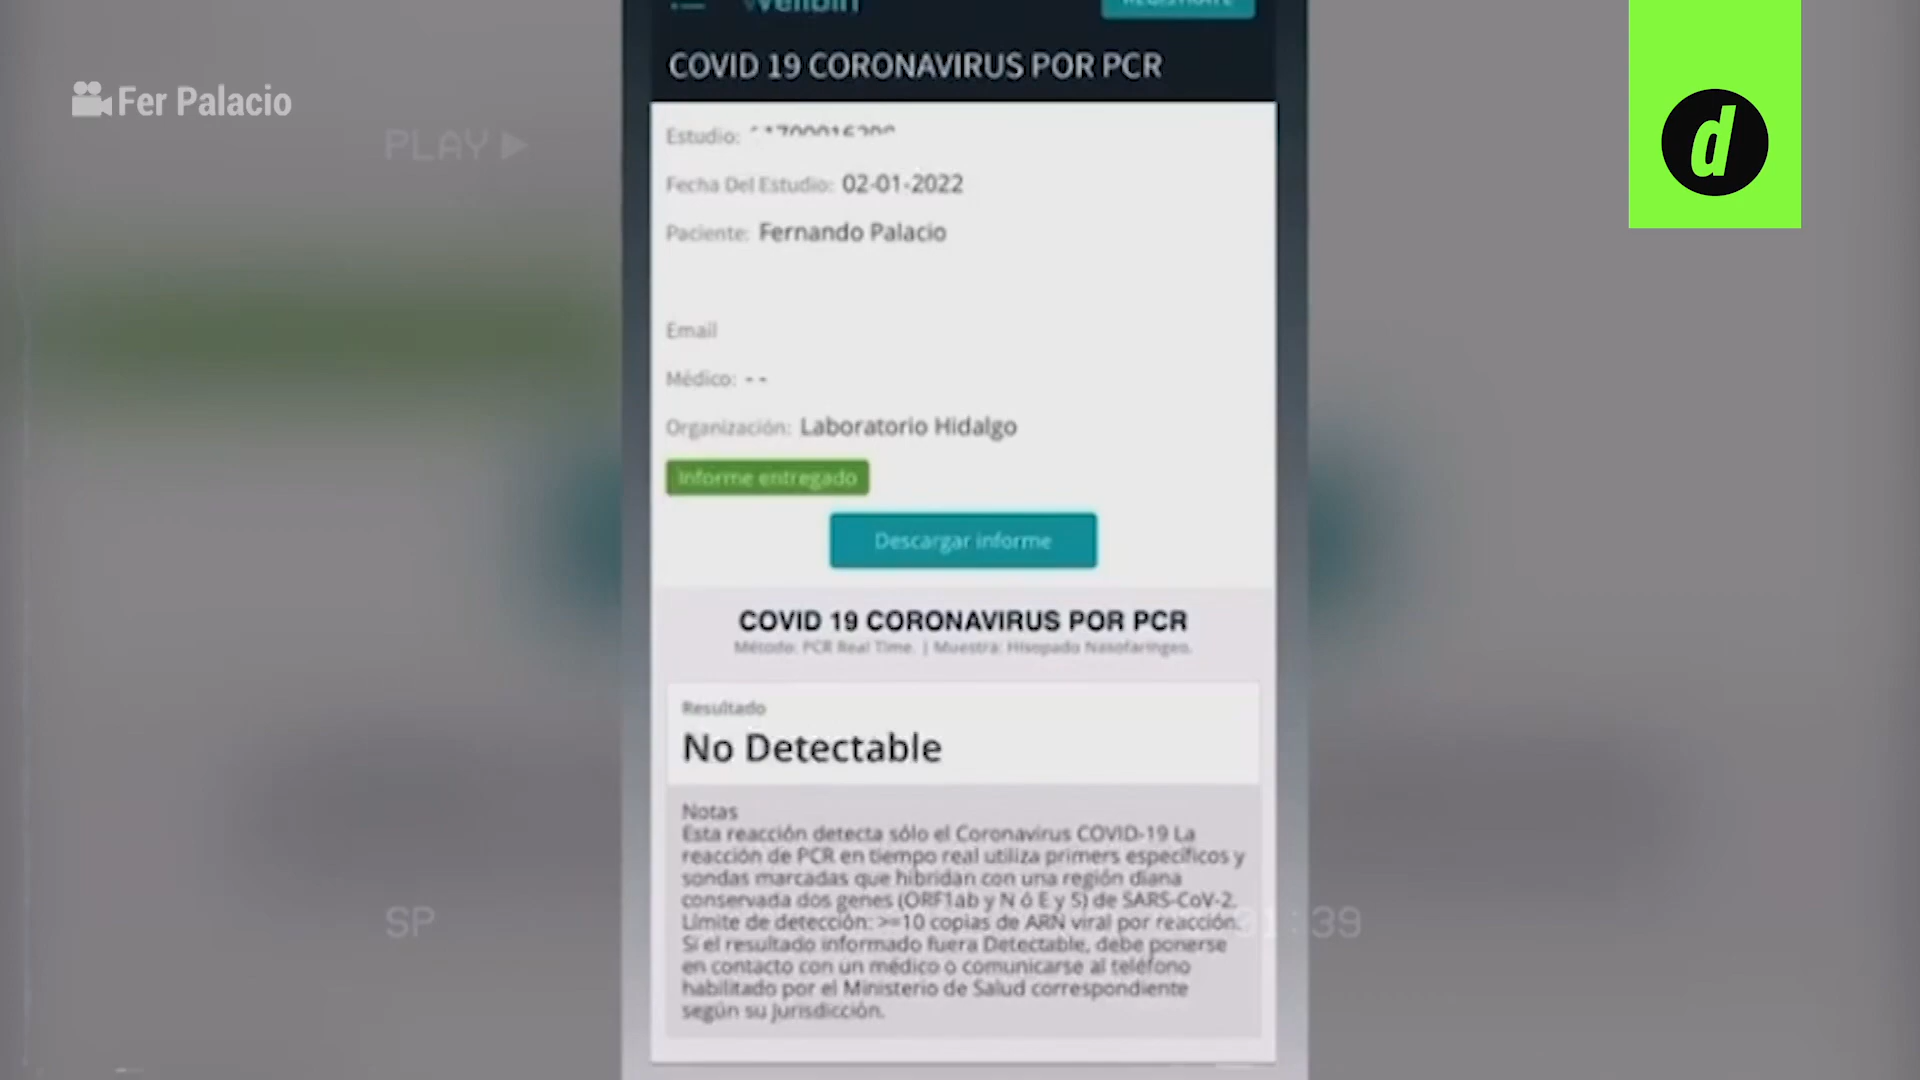 REGISTRATE
COVID 19 CORONAVIRUS POR PCR
Fer Palacio
d
PLAY
Estudio:
Fecha Del Estudio: 02-01-2022
Paciente: Fernando Palacio
Email
Médico: - -
Organización: Laboratorio Hidalgo
Informe entregado
Descargar informe
COVID 19 CORONAVIRUS POR PCR
Método: PCR Real Time. | Muestra: Hisopado Nasofaringeo.
Resultado
No Detectable
Notas
Esta reacción detecta sólo el Coronavirus COVID-19 La
reacción de PCR en tiempo real utiliza primers específicos y
sondas marcadas que hibridan con una región diana
conservada dos genes (ORF1ab y N ó E y S) de SARS-CoV-2.
Límite de detección: >=10 copias de ARN viral por reacción.
Si el resultado informado fuera Detectable, debe ponerse
en contacto con un médico o comunicarse al teléfono
habilitado por el Ministerio de Salud correspondiente
según su Jurisdicción.
SP
:39